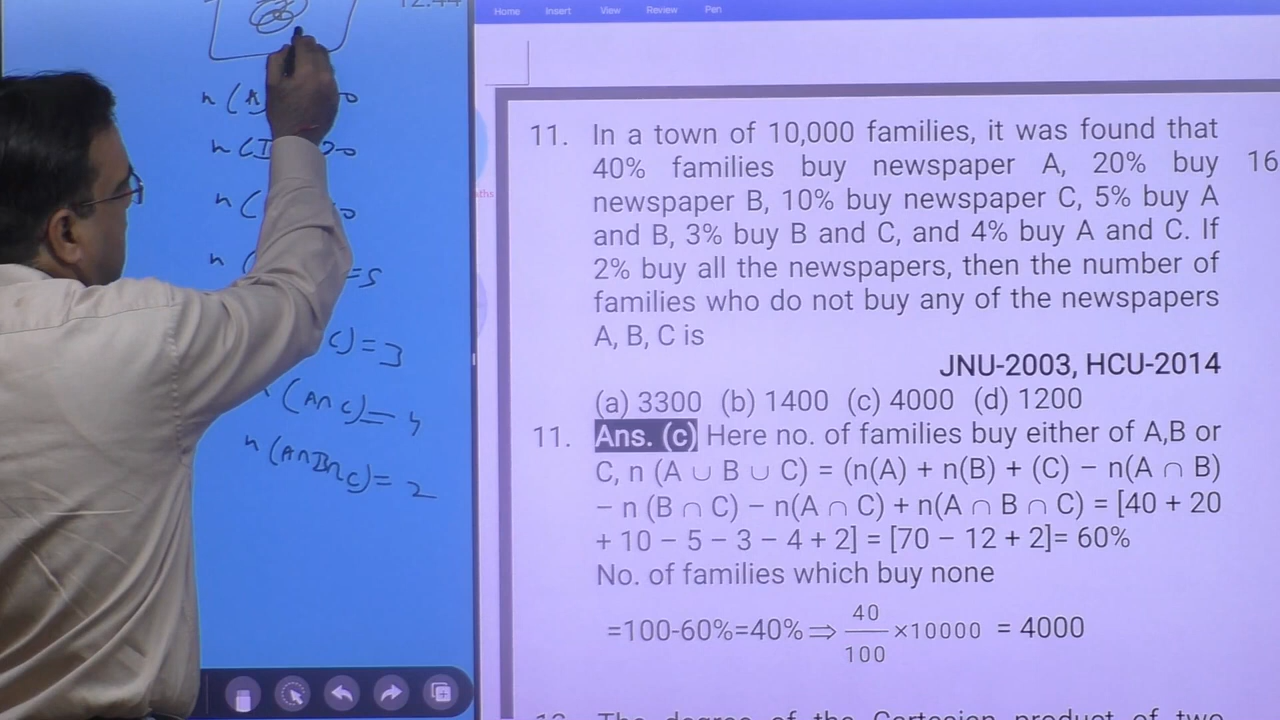 12:44
n(A)
n(
n(
n(
=5
C)=3
(A∩C)=4
n(A∩B∩C)=2
Home Insert View Review Pen
11. In a town of 10,000 families, it was found that
40% families buy newspaper A, 20% buy
newspaper B, 10% buy newspaper C, 5% buy A
and B, 3% buy B and C, and 4% buy A and C. If
2% buy all the newspapers, then the number of
families who do not buy any of the newspapers
A, B, C is
JNU-2003, HCU-2014
(a) 3300 (b) 1400 (c) 4000 (d) 1200
11. Ans. (c) Here no. of families buy either of A,B or
C, n (A ∪ B ∪ C) = (n(A) + n(B) + (C) − n(A ∩ B)
− n (B ∩ C) − n(A ∩ C) + n(A ∩ B ∩ C) = [40 + 20
+ 10 − 5 − 3 − 4 + 2] = [70 − 12 + 2]= 60%
No. of families which buy none
=100-60%=40%⇒ 40/100 ×10000 = 4000
16